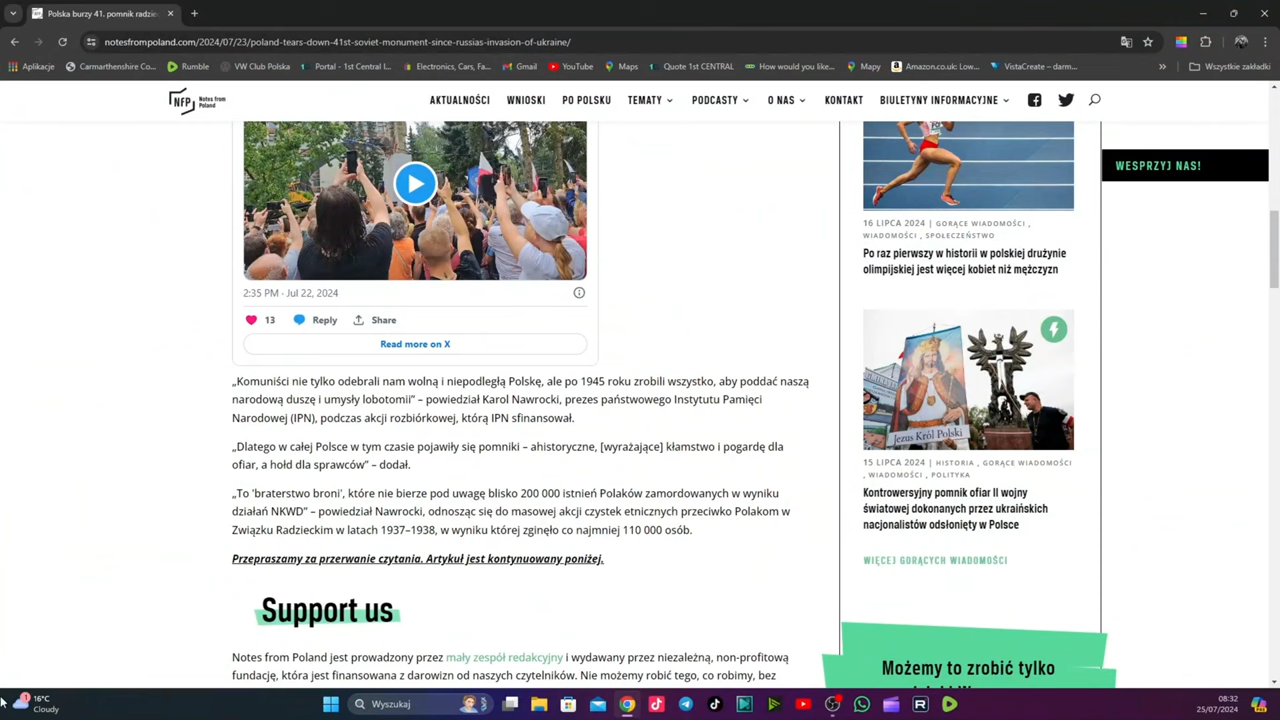 Polska burzy 41. pomnik radzie
notesfrompoland.com/2024/07/23/poland-tears-down-41st-soviet-monument-since-russias-invasion-of-ukraine/
Aplikacje
Carmarthenshire Co...
Rumble
VW Club Polska
Portal - 1st Central I...
Electronics, Cars, Fa...
Gmail
YouTube
Maps
Quote 1st CENTRAL
How would you like...
Mapy
Amazon.co.uk: Low...
VistaCreate – darm...
Wszystkie zakładki
NFP Notes from Poland
AKTUALNOŚCI
WNIOSKI
PO POLSKU
TEMATY
PODCASTY
O NAS
KONTAKT
BIULETYNY INFORMACYJNE
2:35 PM · Jul 22, 2024
13
Reply
Share
Read more on X
„Komuniści nie tylko odebrali nam wolną i niepodległą Polskę, ale po 1945 roku zrobili wszystko, aby poddać naszą
narodową duszę i umysły lobotomii” – powiedział Karol Nawrocki, prezes państwowego Instytutu Pamięci
Narodowej (IPN), podczas akcji rozbiórkowej, którą IPN sfinansował.
„Dlatego w całej Polsce w tym czasie pojawiły się pomniki – ahistoryczne, [wyrażające] kłamstwo i pogardę dla
ofiar, a hołd dla sprawców” – dodał.
„To 'braterstwo broni', które nie bierze pod uwagę blisko 200 000 istnień Polaków zamordowanych w wyniku
działań NKWD” – powiedział Nawrocki, odnosząc się do masowej akcji czystek etnicznych przeciwko Polakom w
Związku Radzieckim w latach 1937–1938, w wyniku której zginęło co najmniej 110 000 osób.
Przepraszamy za przerwanie czytania. Artykuł jest kontynuowany poniżej.
Support us
Notes from Poland jest prowadzony przez mały zespół redakcyjny i wydawany przez niezależną, non-profitową
fundację, która jest finansowana z darowizn od naszych czytelników. Nie możemy robić tego, co robimy, bez
16 LIPCA 2024 | GORĄCE WIADOMOŚCI ,
WIADOMOŚCI , SPOŁECZEŃSTWO
Po raz pierwszy w historii w polskiej drużynie
olimpijskiej jest więcej kobiet niż mężczyzn
Jezus Król Polski
15 LIPCA 2024 | HISTORIA , GORĄCE WIADOMOŚCI
, WIADOMOŚCI , POLITYKA
Kontrowersyjny pomnik ofiar II wojny
światowej dokonanych przez ukraińskich
nacjonalistów odsłonięty w Polsce
WIĘCEJ GORĄCYCH WIADOMOŚCI
Możemy to zrobić tylko
WESPRZYJ NAS!
16°C
Cloudy
Wyszukaj
08:32
25/07/2024